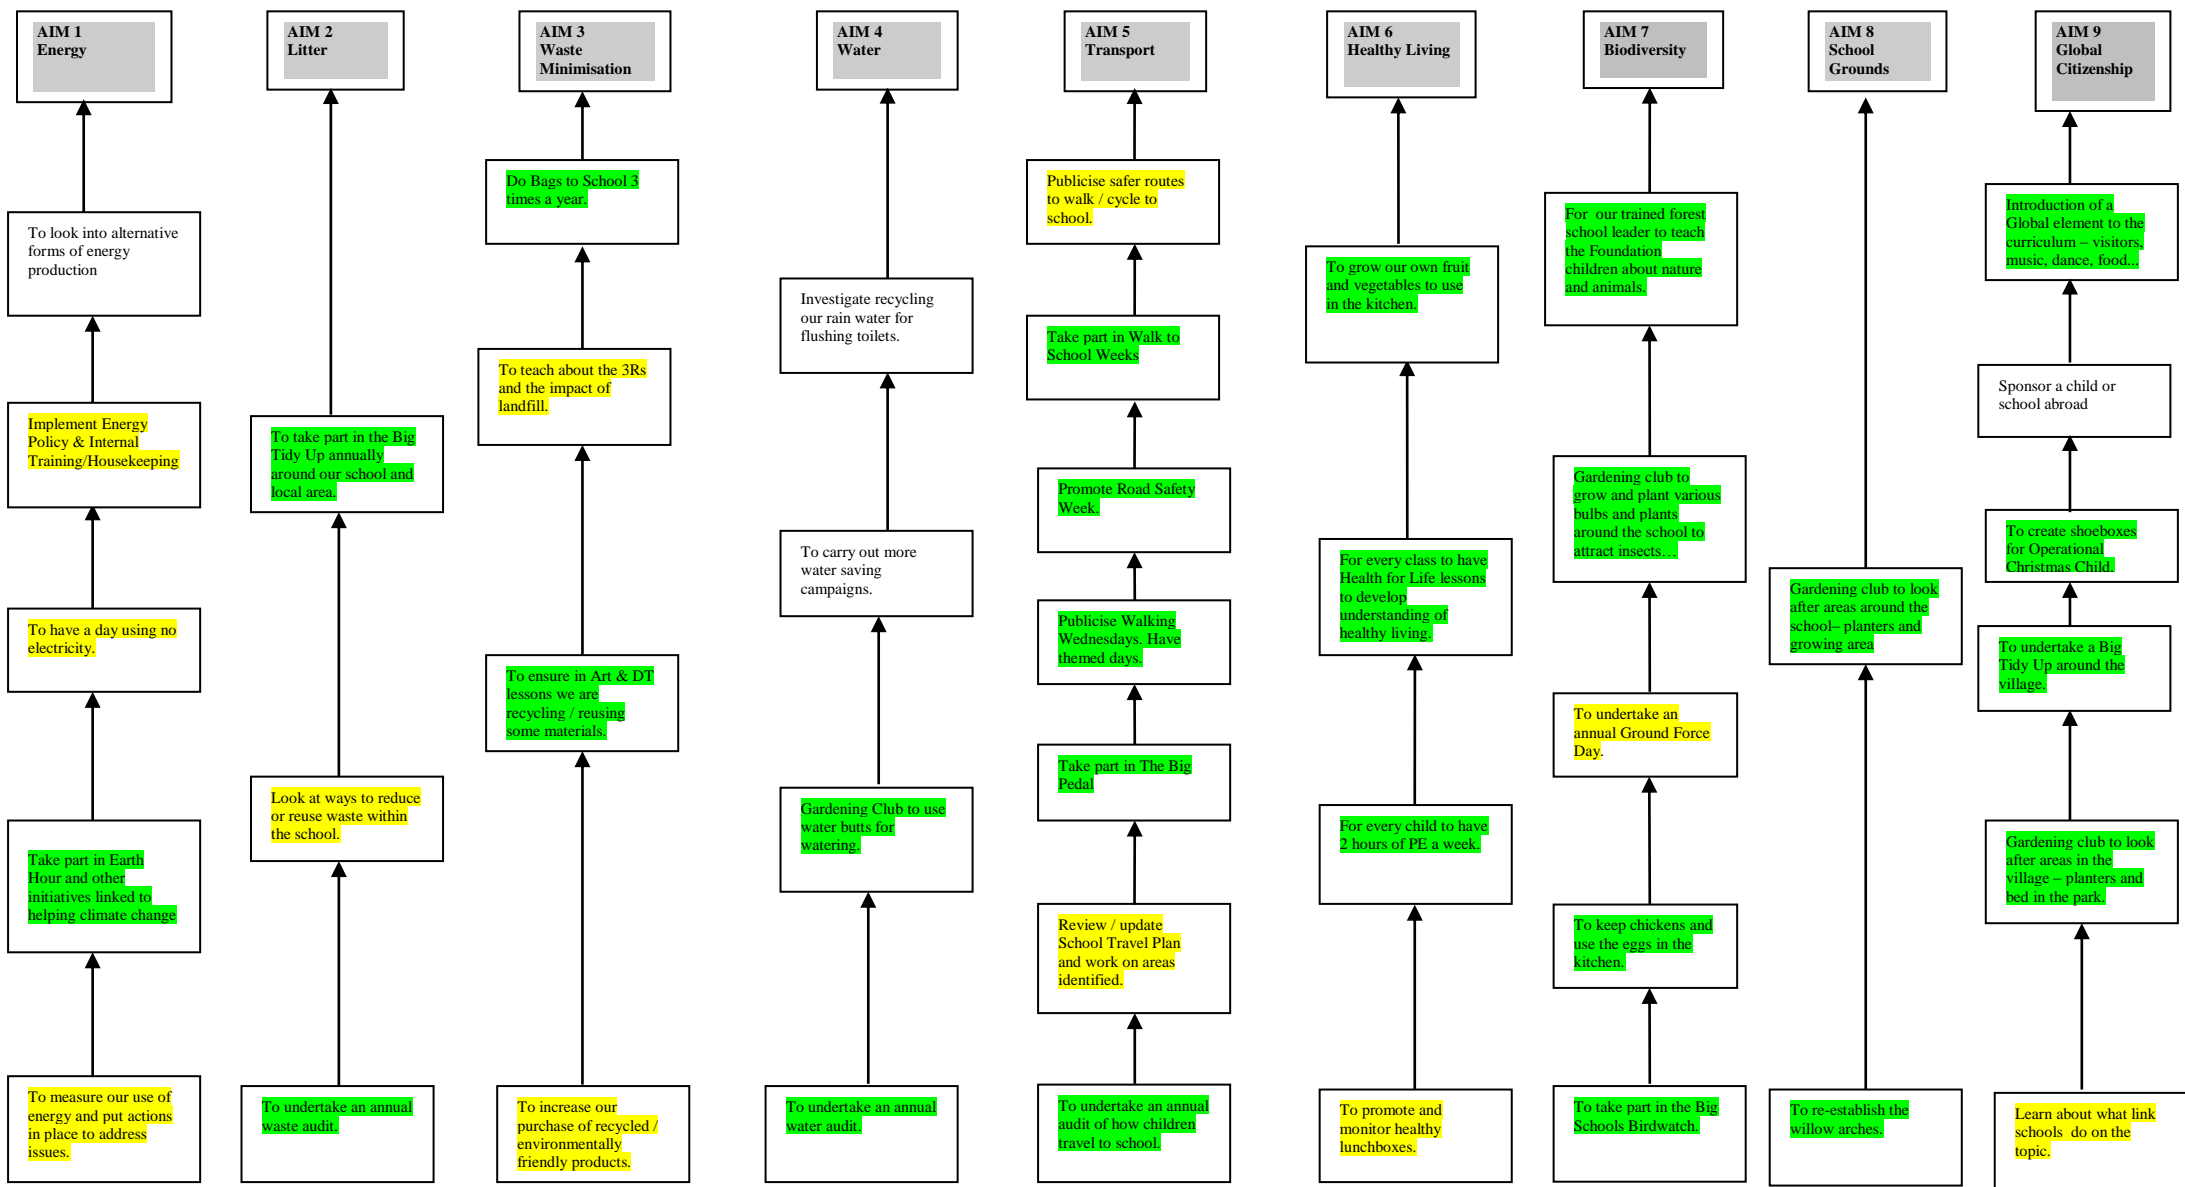 AIM 1
Energy
To look into alternative
forms of energy
production
Implement Energy
Policy & Internal
Training/Housekeeping
To have a day using no
electricity.
Take part in Earth
Hour and other
initiatives linked to
helping climate change
To measure our use of
energy and put actions
in place to address
issues.
AIM 2
Litter
To take part in the Big
Tidy Up annually
around our school and
local area.
Look at ways to reduce
or reuse waste within
the school.
To undertake an annual
waste audit.
AIM 3
Waste
Minimisation
Do Bags to School 3
times a year.
To teach about the 3Rs
and the impact of
landfill.
To ensure in Art & DT
lessons we are
recycling / reusing
some materials.
To increase our
purchase of recycled /
environmentally
friendly products.
AIM 4
Water
Investigate recycling
our rain water for
flushing toilets.
To carry out more
water saving
campaigns.
Gardening Club to use
water butts for
watering.
To undertake an annual
water audit.
AIM 5
Transport
Publicise safer routes
to walk / cycle to
school.
Take part in Walk to
School Weeks
Promote Road Safety
Week.
Publicise Walking
Wednesdays. Have
themed days.
Take part in The Big
Pedal
Review / update
School Travel Plan
and work on areas
identified.
To undertake an annual
audit of how children
travel to school.
AIM 6
Healthy Living
To grow our own fruit
and vegetables to use
in the kitchen.
For every class to have
Health for Life lessons
to develop
understanding of
healthy living.
For every child to have
2 hours of PE a week.
To promote and
monitor healthy
lunchboxes.
AIM 7
Biodiversity
For our trained forest
school leader to teach
the Foundation
children about nature
and animals.
Gardening club to
grow and plant various
bulbs and plants
around the school to
attract insects…
To undertake an
annual Ground Force
Day.
To keep chickens and
use the eggs in the
kitchen.
To take part in the Big
Schools Birdwatch.
AIM 8
School
Grounds
Gardening club to look
after areas around the
school– planters and
growing area
To re-establish the
willow arches.
AIM 9
Global
Citizenship
Introduction of a
Global element to the
curriculum – visitors,
music, dance, food...
Sponsor a child or
school abroad
To create shoeboxes
for Operational
Christmas Child.
To undertake a Big
Tidy Up around the
village.
Gardening club to look
after areas in the
village – planters and
bed in the park.
Learn about what link
schools do on the
topic.